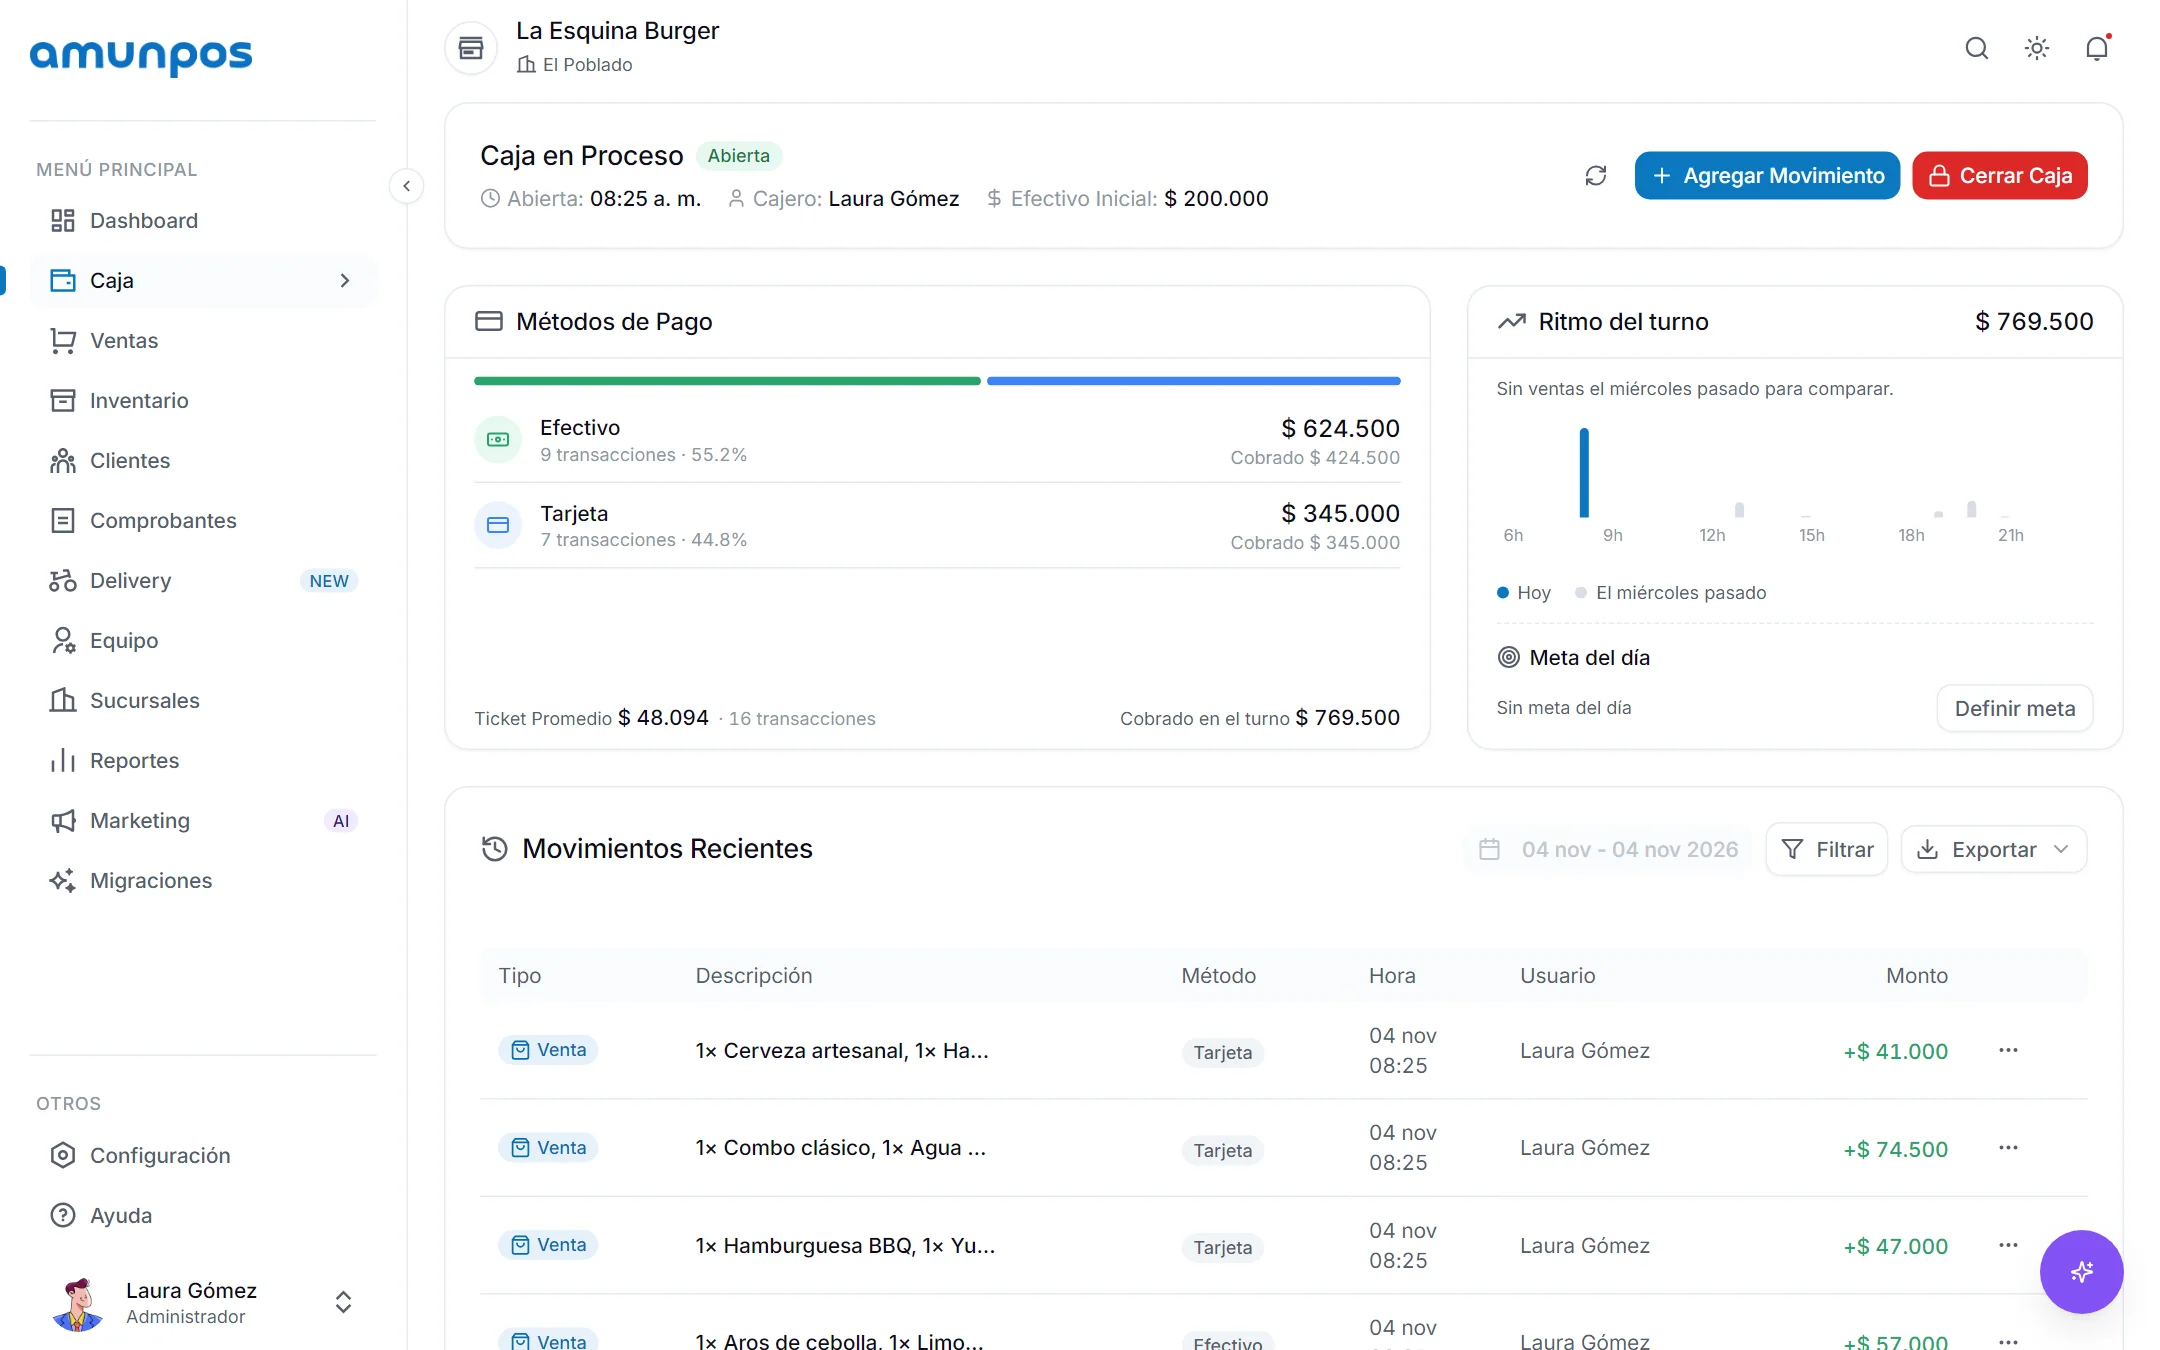 amunpos
MENÚ PRINCIPAL
Dashboard
Caja
Ventas
Inventario
Clientes
Comprobantes
Delivery NEW
Equipo
Sucursales
Reportes
Marketing AI
Migraciones
OTROS
Configuración
Ayuda
Laura Gómez
Administrador
La Esquina Burger
El Poblado
Caja en Proceso Abierta
Abierta: 08:25 a. m. Cajero: Laura Gómez $ Efectivo Inicial: $ 200.000
+ Agregar Movimiento
Cerrar Caja
Métodos de Pago
Efectivo $ 624.500
9 transacciones · 55.2% Cobrado $ 424.500
Tarjeta $ 345.000
7 transacciones · 44.8% Cobrado $ 345.000
Ticket Promedio $ 48.094 · 16 transacciones Cobrado en el turno $ 769.500
Ritmo del turno $ 769.500
Sin ventas el miércoles pasado para comparar.
6h 9h 12h 15h 18h 21h
Hoy El miércoles pasado
Meta del día
Sin meta del día Definir meta
Movimientos Recientes 04 nov - 04 nov 2026 Filtrar Exportar
Tipo Descripción Método Hora Usuario Monto
Venta 1× Cerveza artesanal, 1× Ha... Tarjeta 04 nov 08:25 Laura Gómez +$ 41.000
Venta 1× Combo clásico, 1× Agua ... Tarjeta 04 nov 08:25 Laura Gómez +$ 74.500
Venta 1× Hamburguesa BBQ, 1× Yu... Tarjeta 04 nov 08:25 Laura Gómez +$ 47.000
Venta 1× Aros de cebolla, 1× Limo... Efectivo 04 nov Laura Gómez +$ 57.000